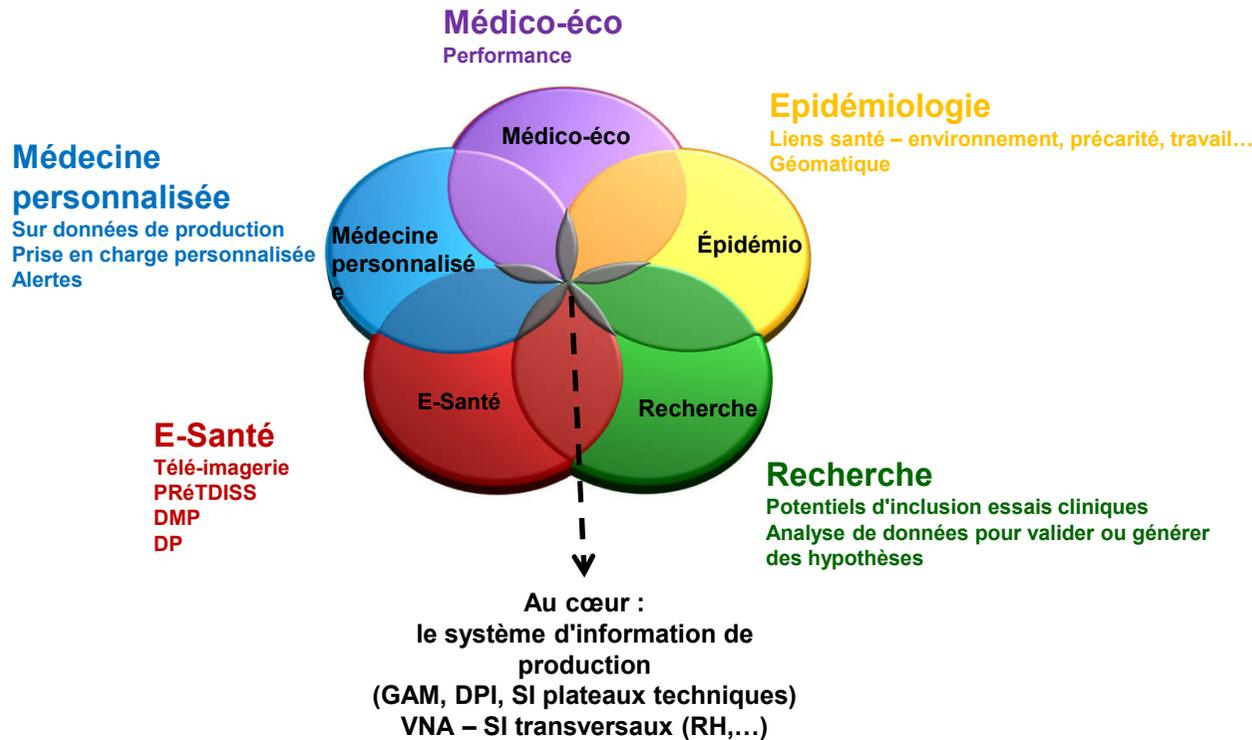 Médico-éco
Performance
Epidémiologie
Liens santé – environnement, précarité, travail…
Géomatique
Médecine
personnalisée
Sur données de production
Prise en charge personnalisée
Alertes
Médico-éco
Médecine
personnalisé
e
Épidémio
E-Santé
Recherche
E-Santé
Télé-imagerie
PRéTDISS
DMP
DP
Recherche
Potentiels d'inclusion essais cliniques
Analyse de données pour valider ou générer
des hypothèses
Au cœur :
le système d'information de
production
(GAM, DPI, SI plateaux techniques)
VNA – SI transversaux (RH,…)